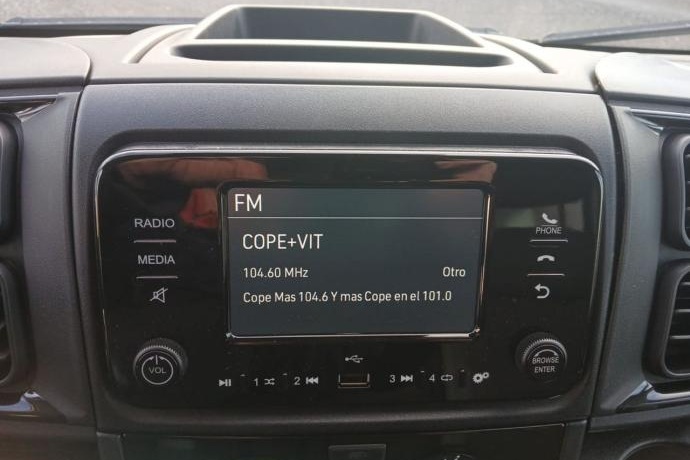 FM
COPE+VIT
104.60 MHz
Otro
Cope Mas 104.6 Y mas Cope en el 101.0
RADIO
MEDIA
VOL
PHONE
BROWSE
ENTER
1
2
3
4